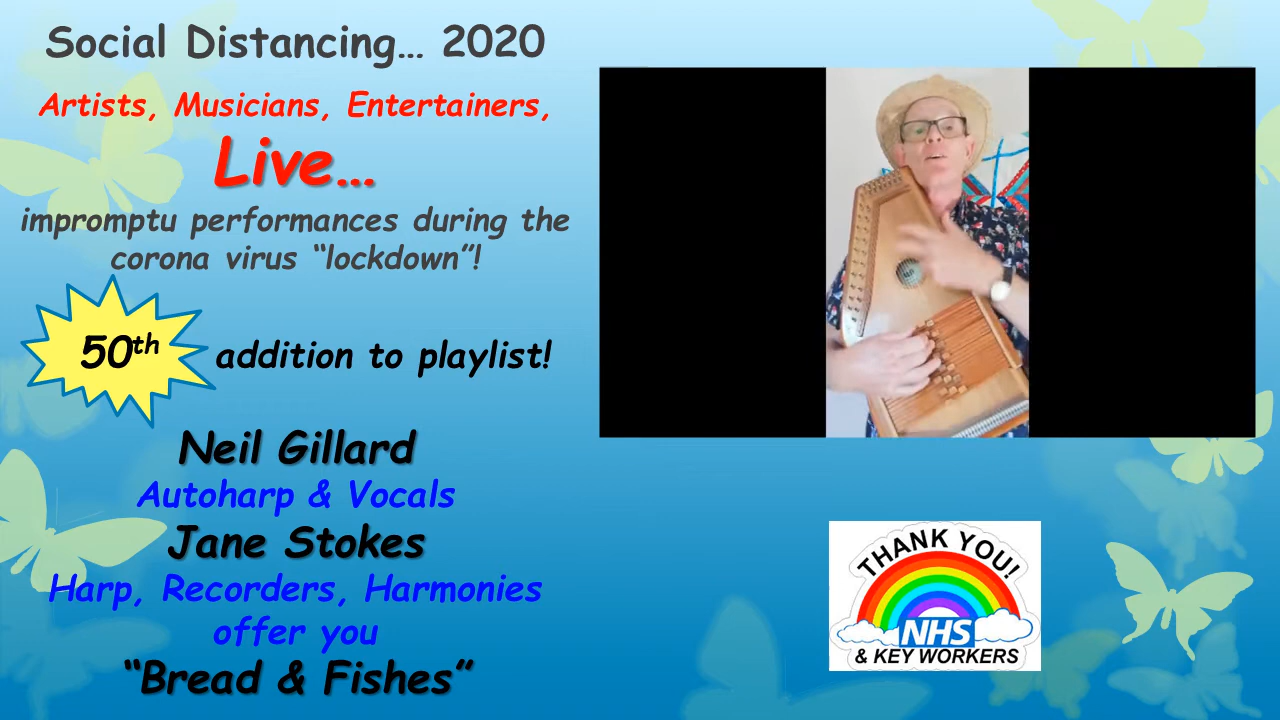 Social Distancing… 2020
Artists, Musicians, Entertainers,
Live…
impromptu performances during the
corona virus “lockdown”!
50th addition to playlist!
Neil Gillard
Autoharp & Vocals
Jane Stokes
Harp, Recorders, Harmonies
offer you
“Bread & Fishes”
THANK YOU!
NHS
& KEY WORKERS